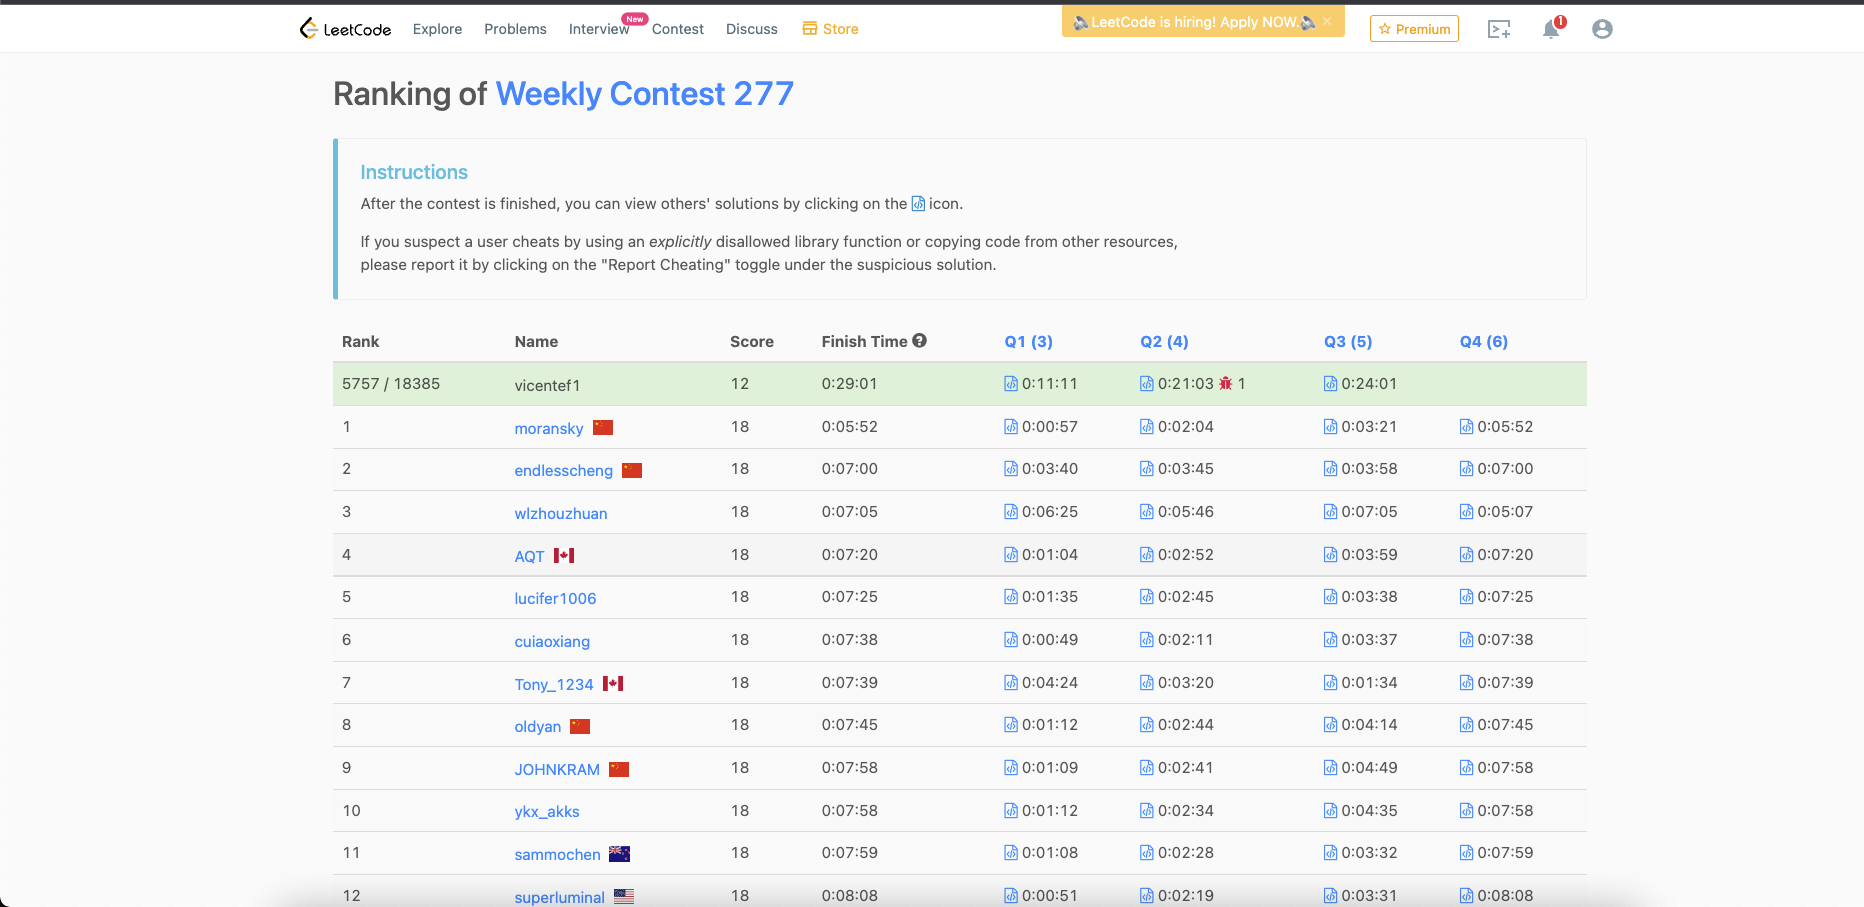 LeetCode Explore Problems Interview New Contest Discuss Store LeetCode is hiring! Apply NOW. × Premium 1
Ranking of Weekly Contest 277
Instructions
After the contest is finished, you can view others' solutions by clicking on the icon.
If you suspect a user cheats by using an explicitly disallowed library function or copying code from other resources,
please report it by clicking on the "Report Cheating" toggle under the suspicious solution.
Rank Name Score Finish Time ? Q1 (3) Q2 (4) Q3 (5) Q4 (6)
5757 / 18385 vicentef1 12 0:29:01 0:11:11 0:21:03 1 0:24:01
1 moransky 18 0:05:52 0:00:57 0:02:04 0:03:21 0:05:52
2 endlesscheng 18 0:07:00 0:03:40 0:03:45 0:03:58 0:07:00
3 wlzhouzhuan 18 0:07:05 0:06:25 0:05:46 0:07:05 0:05:07
4 AQT 18 0:07:20 0:01:04 0:02:52 0:03:59 0:07:20
5 lucifer1006 18 0:07:25 0:01:35 0:02:45 0:03:38 0:07:25
6 cuiaoxiang 18 0:07:38 0:00:49 0:02:11 0:03:37 0:07:38
7 Tony_1234 18 0:07:39 0:04:24 0:03:20 0:01:34 0:07:39
8 oldyan 18 0:07:45 0:01:12 0:02:44 0:04:14 0:07:45
9 JOHNKRAM 18 0:07:58 0:01:09 0:02:41 0:04:49 0:07:58
10 ykx_akks 18 0:07:58 0:01:12 0:02:34 0:04:35 0:07:58
11 sammochen 18 0:07:59 0:01:08 0:02:28 0:03:32 0:07:59
12 superluminal 18 0:08:08 0:00:51 0:02:19 0:03:31 0:08:08